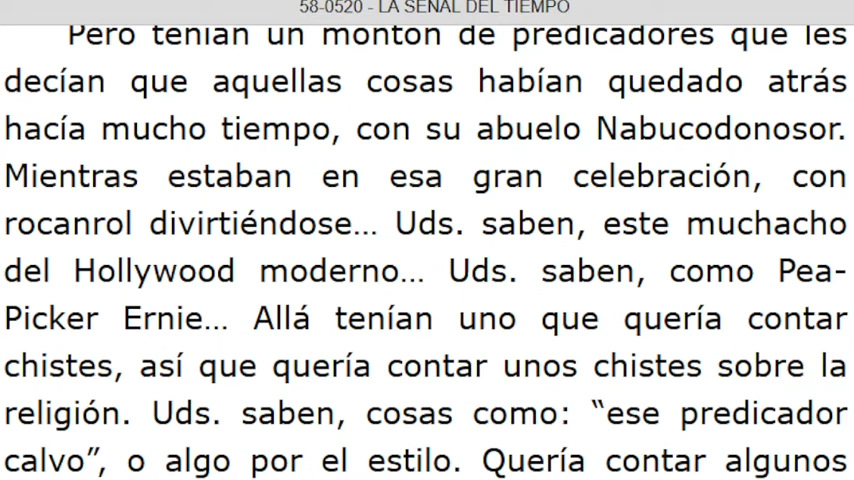 58-0520 - LA SEÑAL DEL TIEMPO
Pero tenían un montón de predicadores que les
decían que aquellas cosas habían quedado atrás
hacía mucho tiempo, con su abuelo Nabucodonosor.
Mientras estaban en esa gran celebración, con
rocanrol divirtiéndose… Uds. saben, este muchacho
del Hollywood moderno… Uds. saben, como Pea-
Picker Ernie… Allá tenían uno que quería contar
chistes, así que quería contar unos chistes sobre la
religión. Uds. saben, cosas como: “ese predicador
calvo”, o algo por el estilo. Quería contar algunos